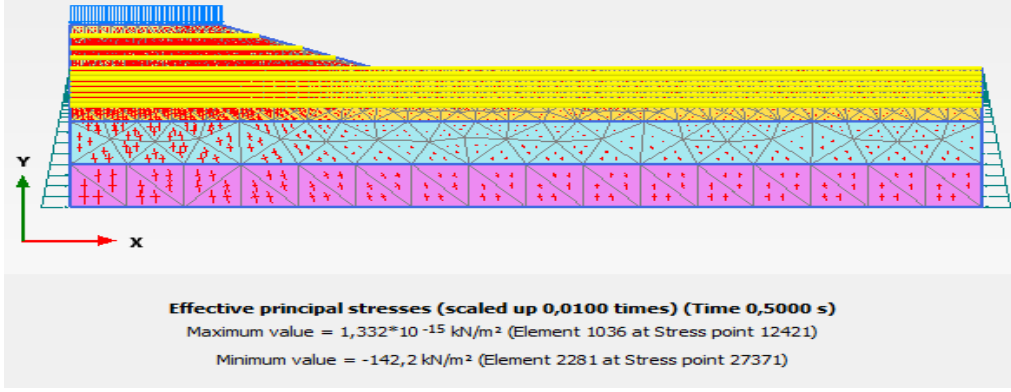 Y
X
Effective principal stresses (scaled up 0,0100 times) (Time 0,5000 s)
Maximum value = 1,332*10 -15 kN/m² (Element 1036 at Stress point 12421)
Minimum value = -142,2 kN/m² (Element 2281 at Stress point 27371)